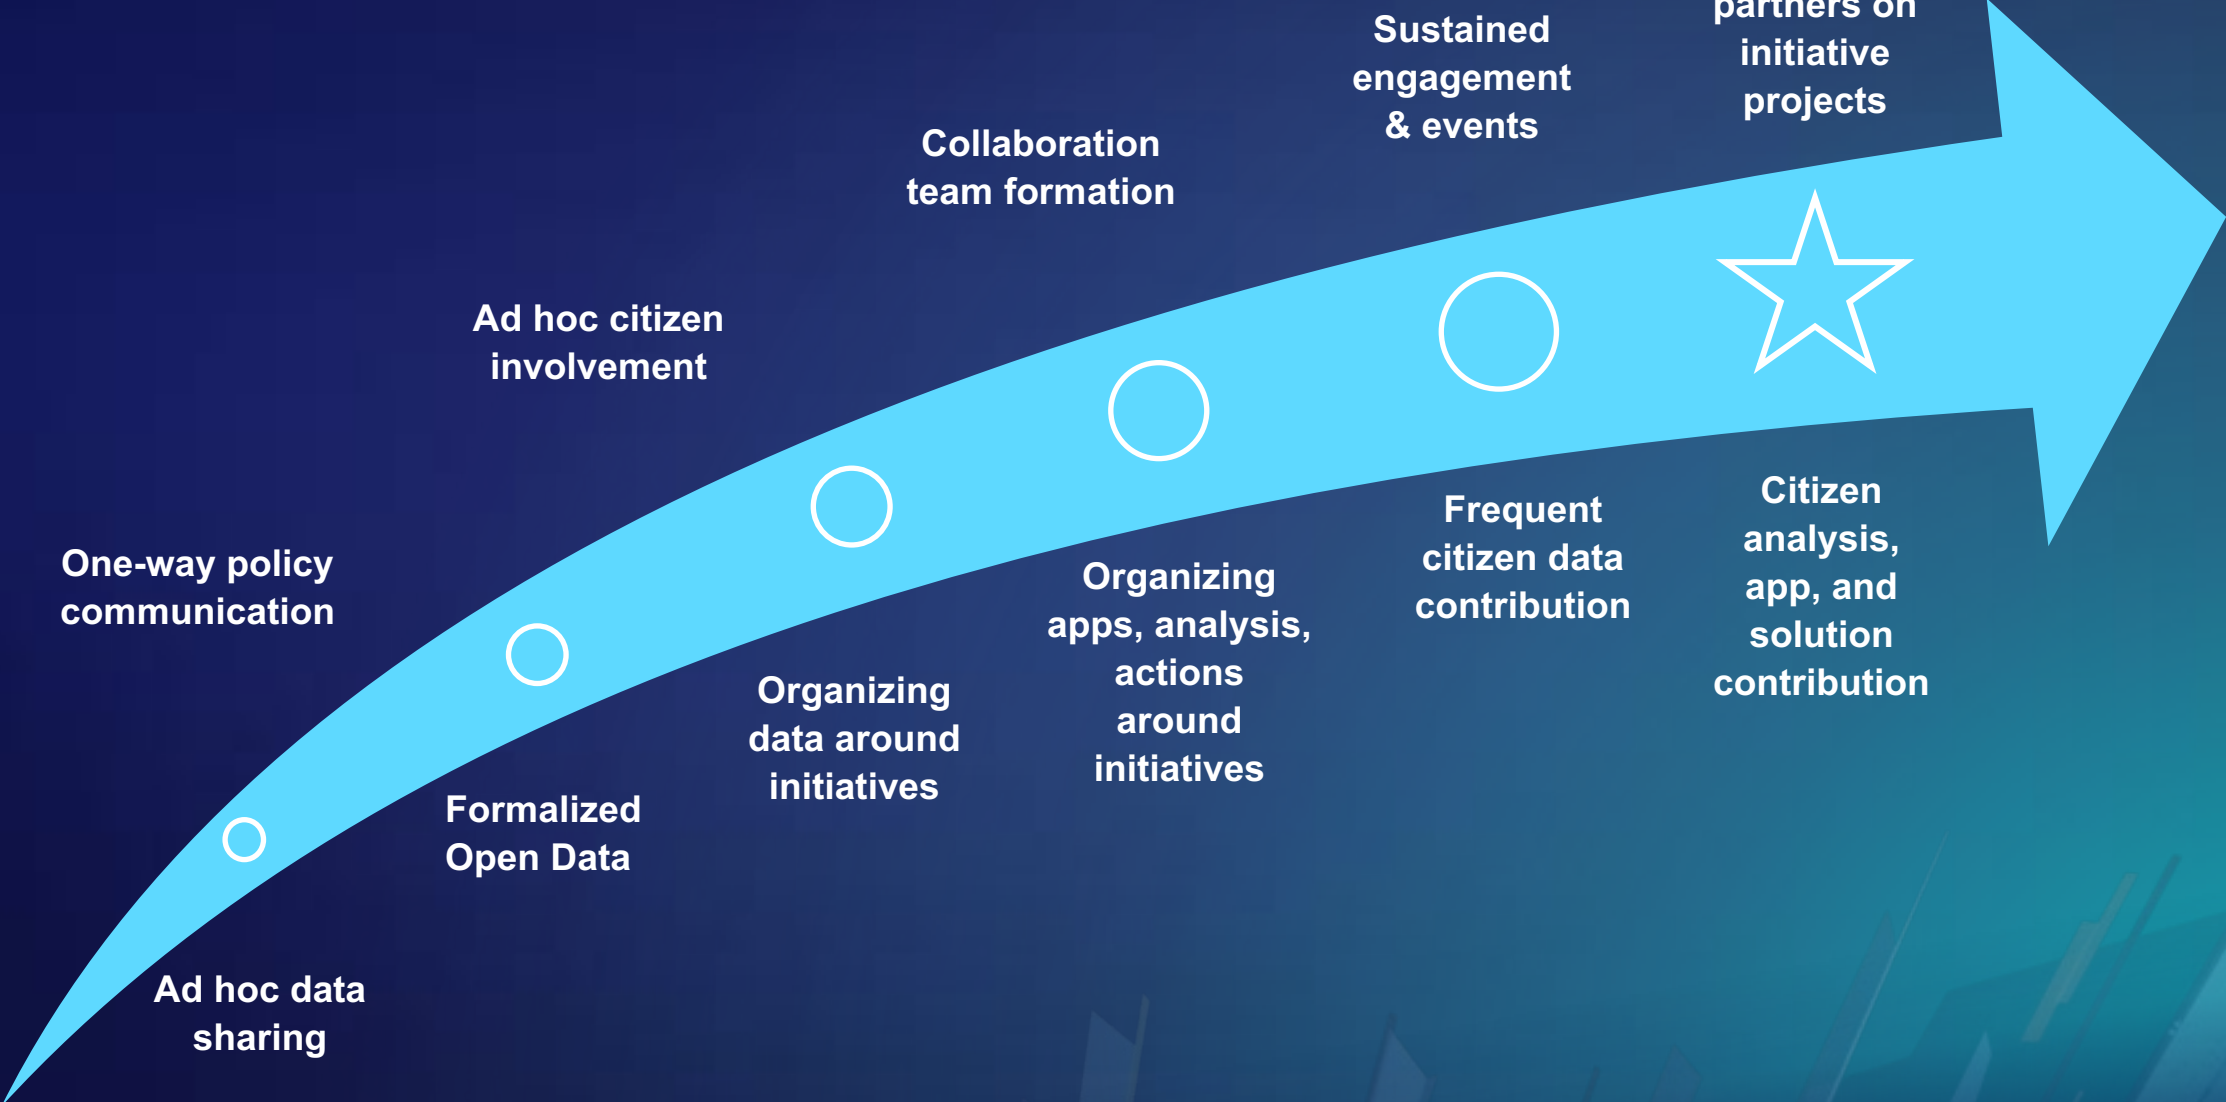 partners on
initiative
projects
Sustained
engagement
& events
Collaboration
team formation
Ad hoc citizen
involvement
One-way policy
communication
Citizen
analysis,
app, and
solution
contribution
Frequent
citizen data
contribution
Organizing
apps, analysis,
actions
around
initiatives
Organizing
data around
initiatives
Formalized
Open Data
Ad hoc data
sharing